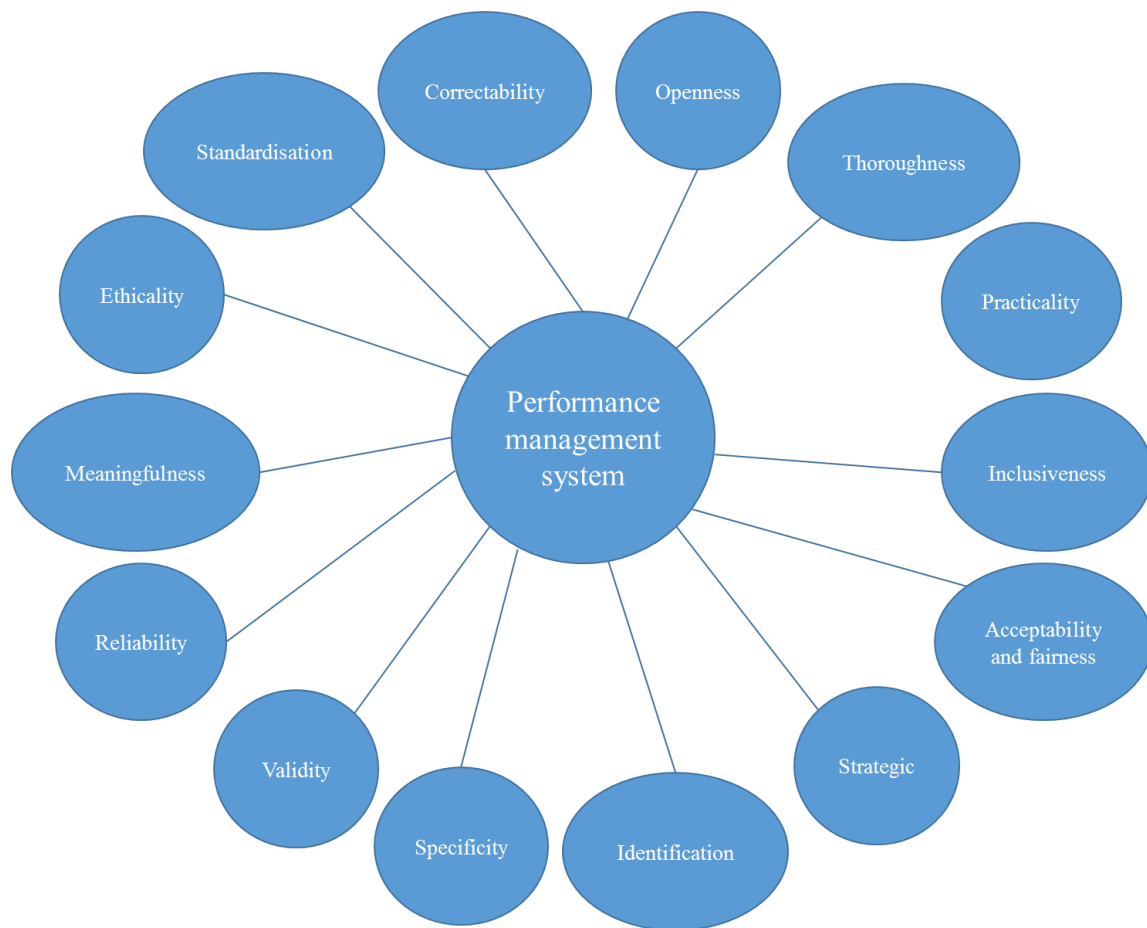 Correctability
Openness
Standardisation
Thoroughness
Ethicality
Practicality
Performance
management
system
Meaningfulness
Inclusiveness
Reliability
Acceptability
and fairness
Validity
Strategic
Specificity
Identification